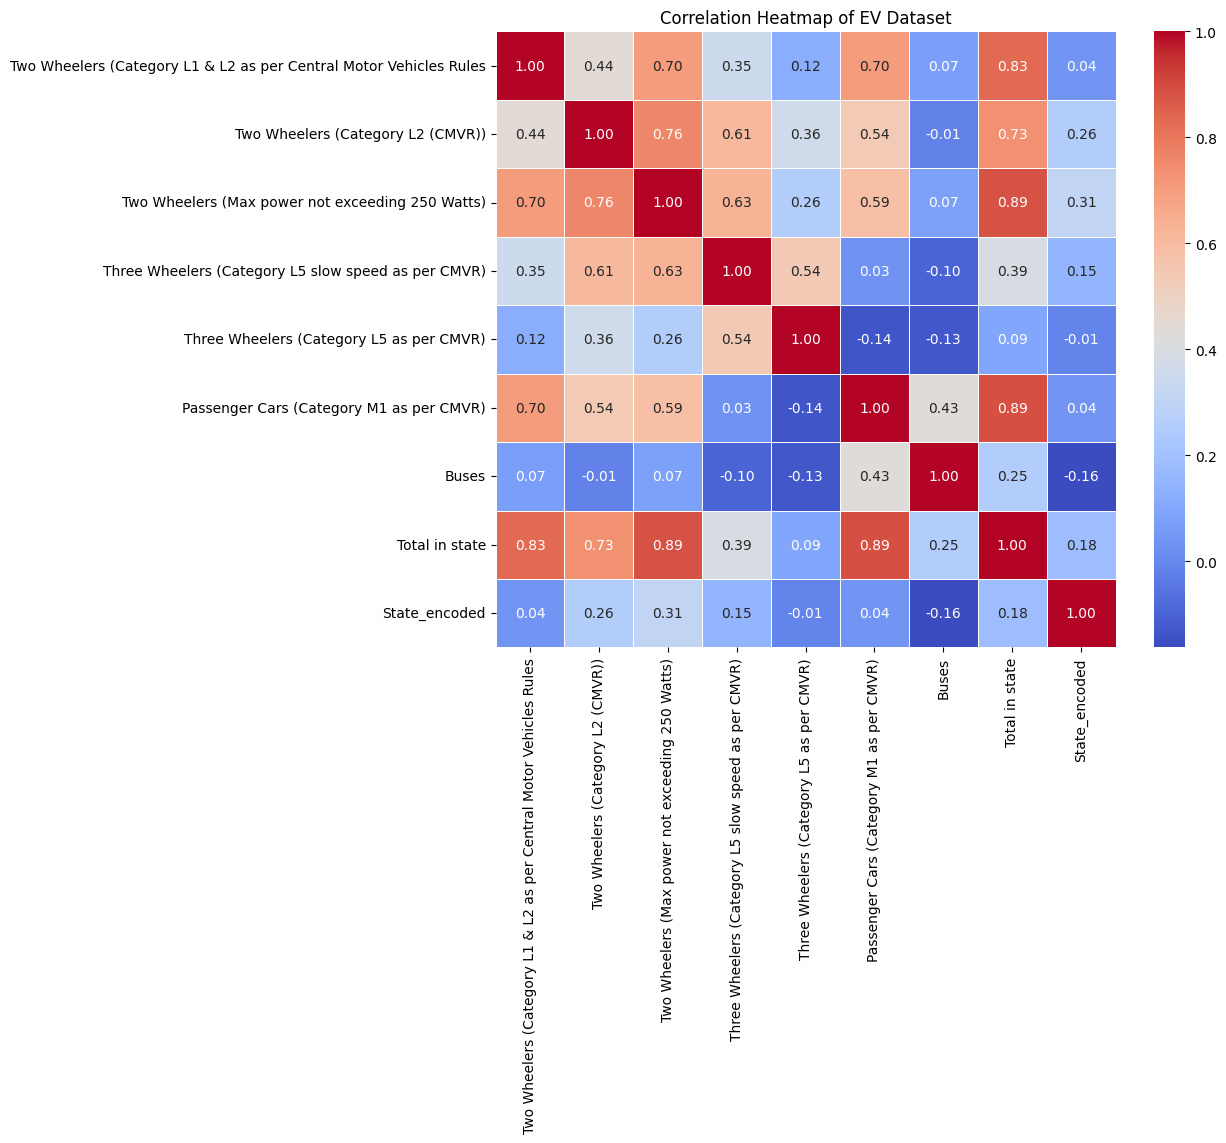 Correlation Heatmap of EV Dataset
Two Wheelers (Category L1 & L2 as per Central Motor Vehicles Rules 1.00 0.44 0.70 0.35 0.12 0.70 0.07 0.83 0.04
Two Wheelers (Category L2 (CMVR)) 0.44 1.00 0.76 0.61 0.36 0.54 -0.01 0.73 0.26
Two Wheelers (Max power not exceeding 250 Watts) 0.70 0.76 1.00 0.63 0.26 0.59 0.07 0.89 0.31
Three Wheelers (Category L5 slow speed as per CMVR) 0.35 0.61 0.63 1.00 0.54 0.03 -0.10 0.39 0.15
Three Wheelers (Category L5 as per CMVR) 0.12 0.36 0.26 0.54 1.00 -0.14 -0.13 0.09 -0.01
Passenger Cars (Category M1 as per CMVR) 0.70 0.54 0.59 0.03 -0.14 1.00 0.43 0.89 0.04
Buses 0.07 -0.01 0.07 -0.10 -0.13 0.43 1.00 0.25 -0.16
Total in state 0.83 0.73 0.89 0.39 0.09 0.89 0.25 1.00 0.18
State_encoded 0.04 0.26 0.31 0.15 -0.01 0.04 -0.16 0.18 1.00
Two Wheelers (Category L1 & L2 as per Central Motor Vehicles Rules
Two Wheelers (Category L2 (CMVR))
Two Wheelers (Max power not exceeding 250 Watts)
Three Wheelers (Category L5 slow speed as per CMVR)
Three Wheelers (Category L5 as per CMVR)
Passenger Cars (Category M1 as per CMVR)
Buses
Total in state
State_encoded
1.0
0.8
0.6
0.4
0.2
0.0